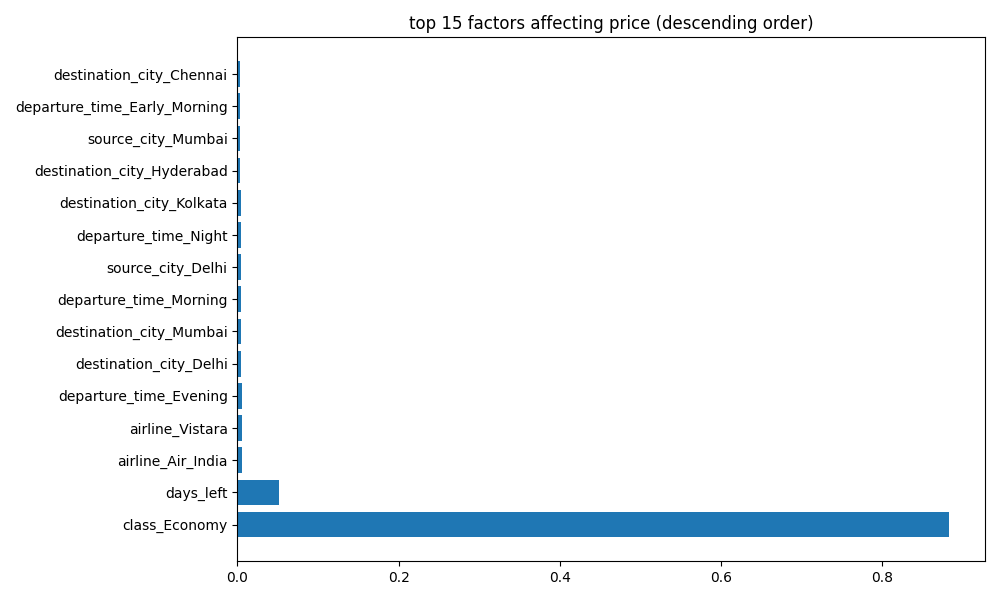 top 15 factors affecting price (descending order)
destination_city_Chennai
departure_time_Early_Morning
source_city_Mumbai
destination_city_Hyderabad
destination_city_Kolkata
departure_time_Night
source_city_Delhi
departure_time_Morning
destination_city_Mumbai
destination_city_Delhi
departure_time_Evening
airline_Vistara
airline_Air_India
days_left
class_Economy
0.0 0.2 0.4 0.6 0.8